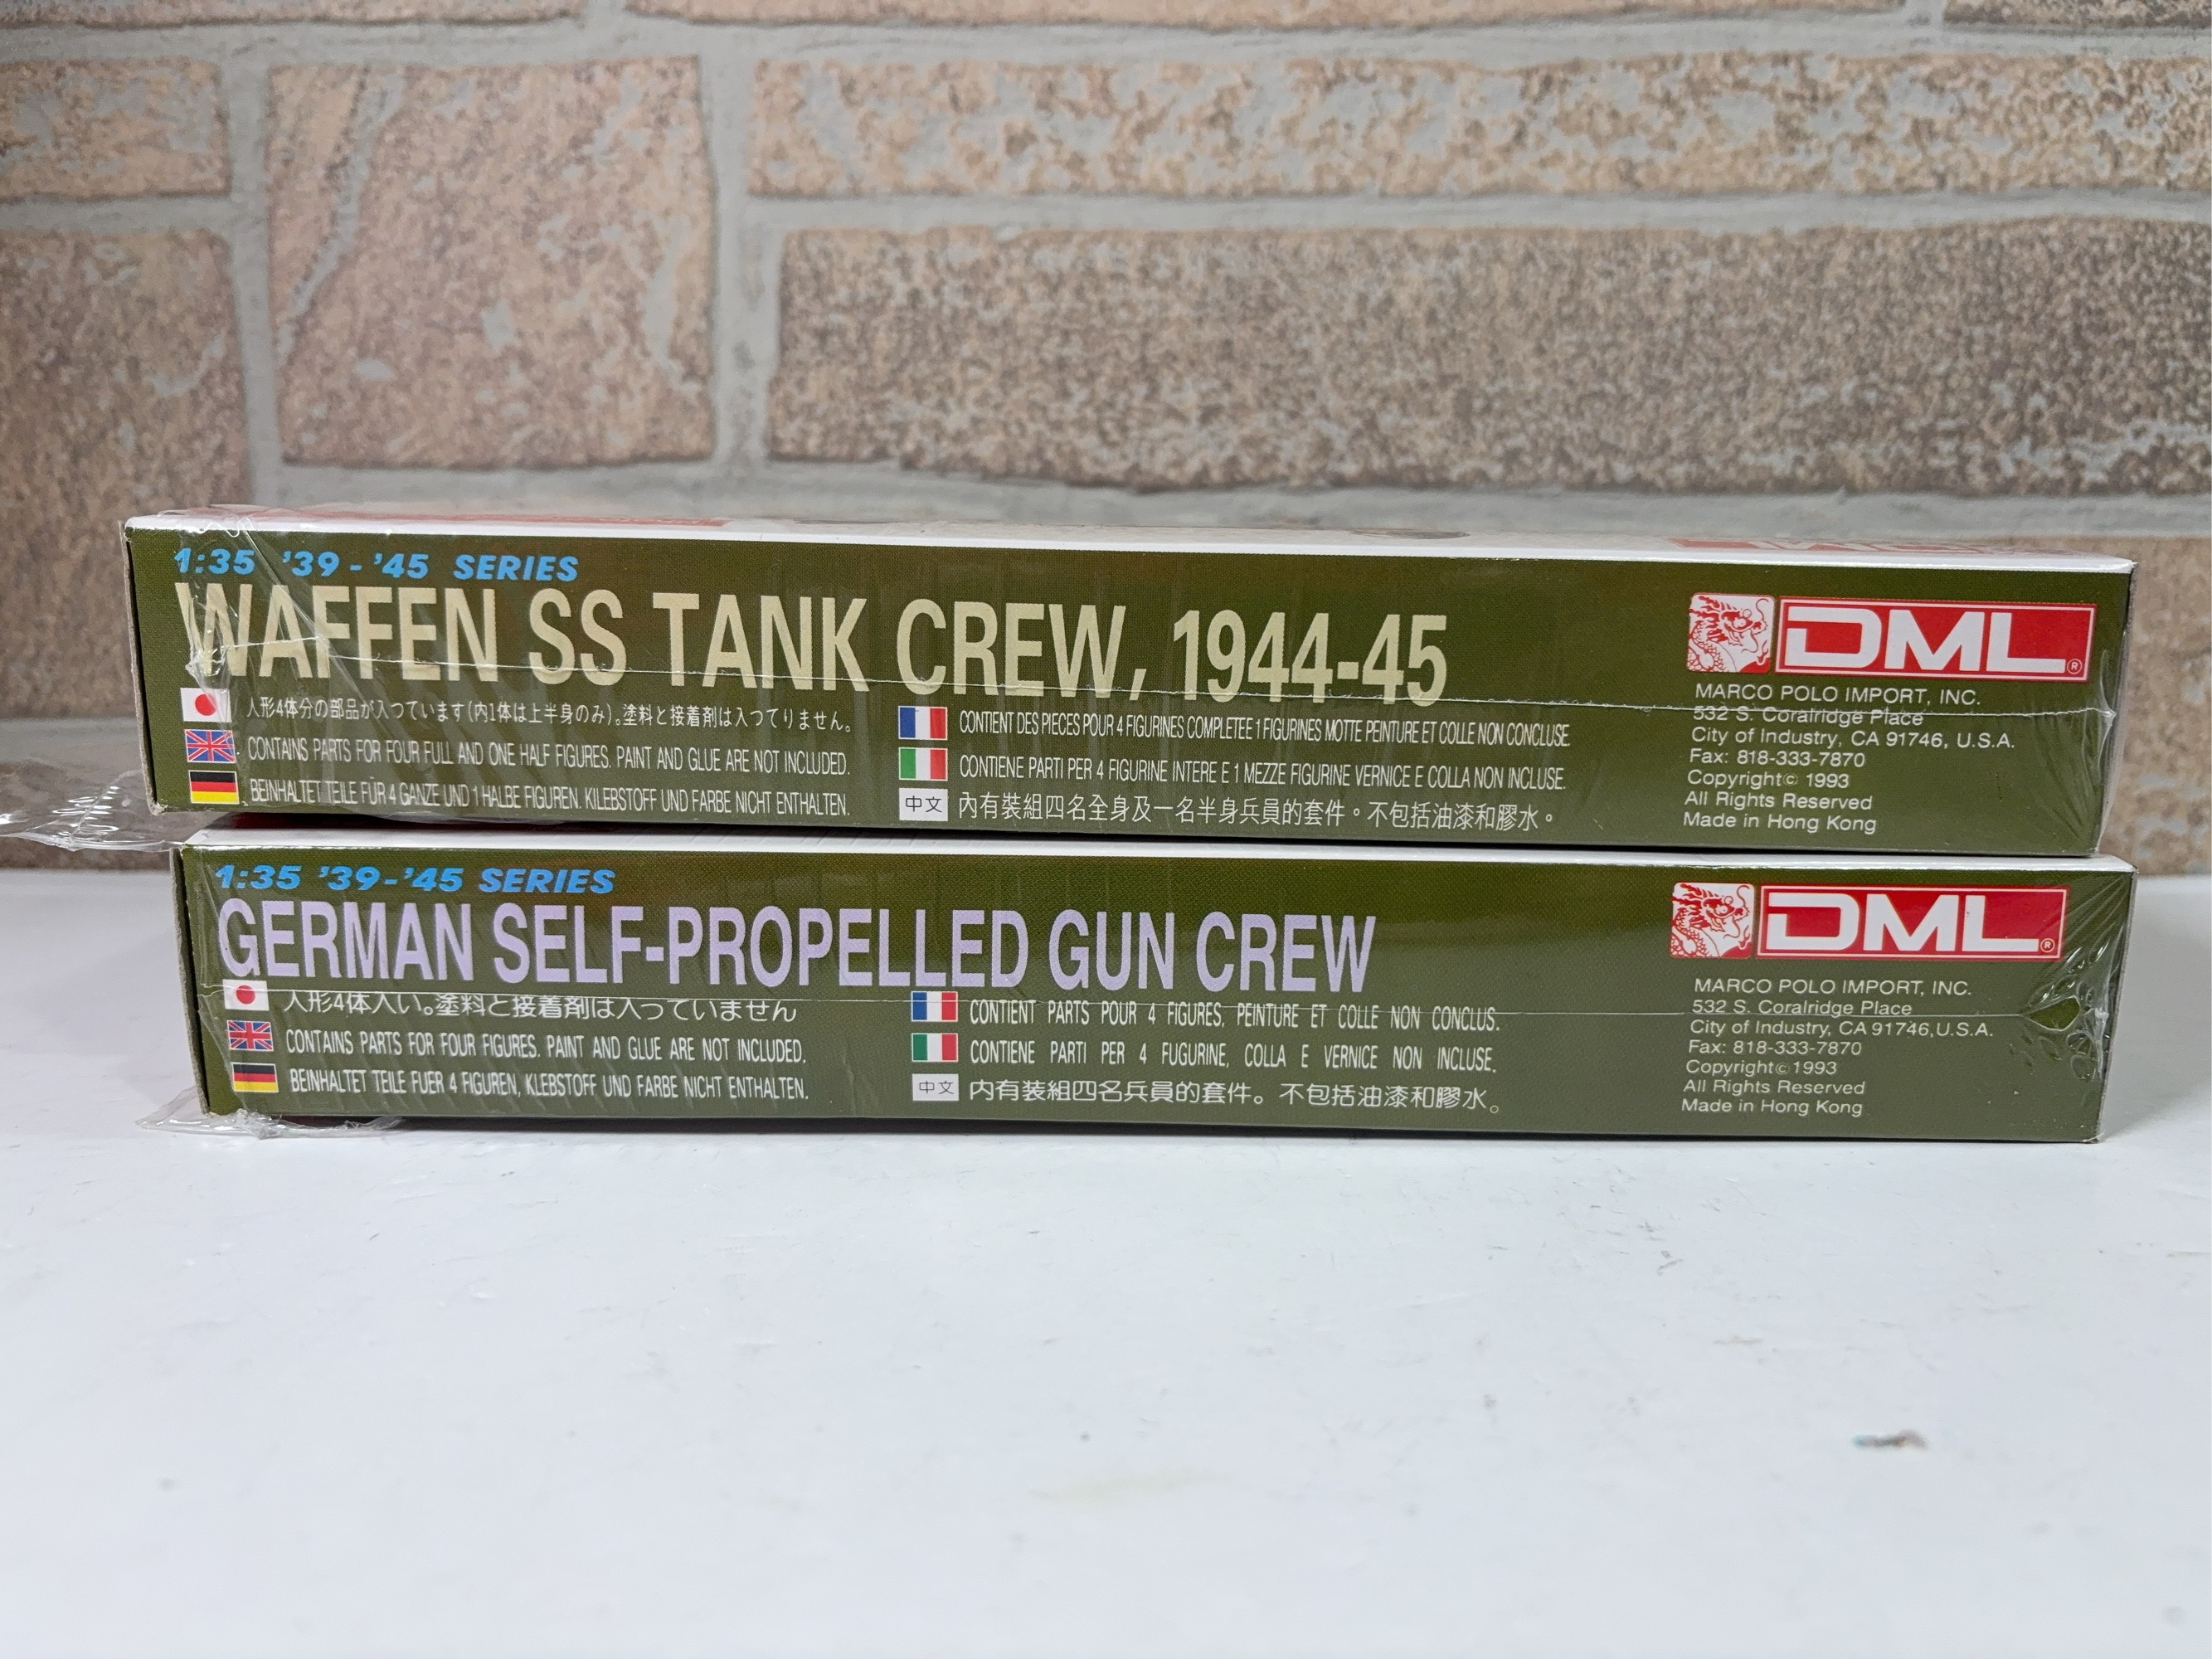 1:35 '39-'45 SERIES
WAFFEN SS TANK CREW, 1944-45
人形4体分の部品が入つています(内1体は上半身のみ)。塗料と接着剤は入つてりません。
CONTAINS PARTS FOR FOUR FULL AND ONE HALF FIGURES. PAINT AND GLUE ARE NOT INCLUDED.
BEINHALTET TEILE FÜR 4 GANZE UND 1 HALBE FIGUREN. KILEBSTOFF UND FARBE NICHT ENTHALTEN.
CONTIENT DES PIECES POUR 4 FIGURINES COMPLETEE 1 FIGURINES MOTTE PEINTURE ET COLLE NON CONCLUSE.
CONTIENE PARTI PER 4 FIGURINE INTERE E 1 MEZZE FIGURINE VERNICE E COLLA NON INCLUSE.
中文 內有裝組四名全身及一名半身兵員的套件。不包括油漆和膠水。
DML®
MARCO POLO IMPORT, INC.
532 S. Coralridge Place
City of Industry, CA 91746, U.S.A.
Fax: 818-333-7870
Copyright© 1993
All Rights Reserved
Made in Hong Kong
1:35 '39-'45 SERIES
GERMAN SELF-PROPELLED GUN CREW
人形4体入い。塗料と接着剤は入つていません
CONTAINS PARTS FOR FOUR FIGURES. PAINT AND GLUE ARE NOT INCLUDED.
BEINHALTET TEILE FUER 4 FIGUREN, KLEBSTOFF UND FARBE NICHT ENTHALTEN.
CONTIENT PARTS POUR 4 FIGURES, PEINTURE ET COLLE NON CONCLUS.
CONTIENE PARTI PER 4 FUGURINE, COLLA E VERNICE NON INCLUSE.
中文 內有裝組四名兵員的套件。不包括油漆和膠水。
DML®
MARCO POLO IMPORT, INC.
532 S. Coralridge Place
City of Industry, CA 91746, U.S.A.
Fax: 818-333-7870
Copyright© 1993
All Rights Reserved
Made in Hong Kong